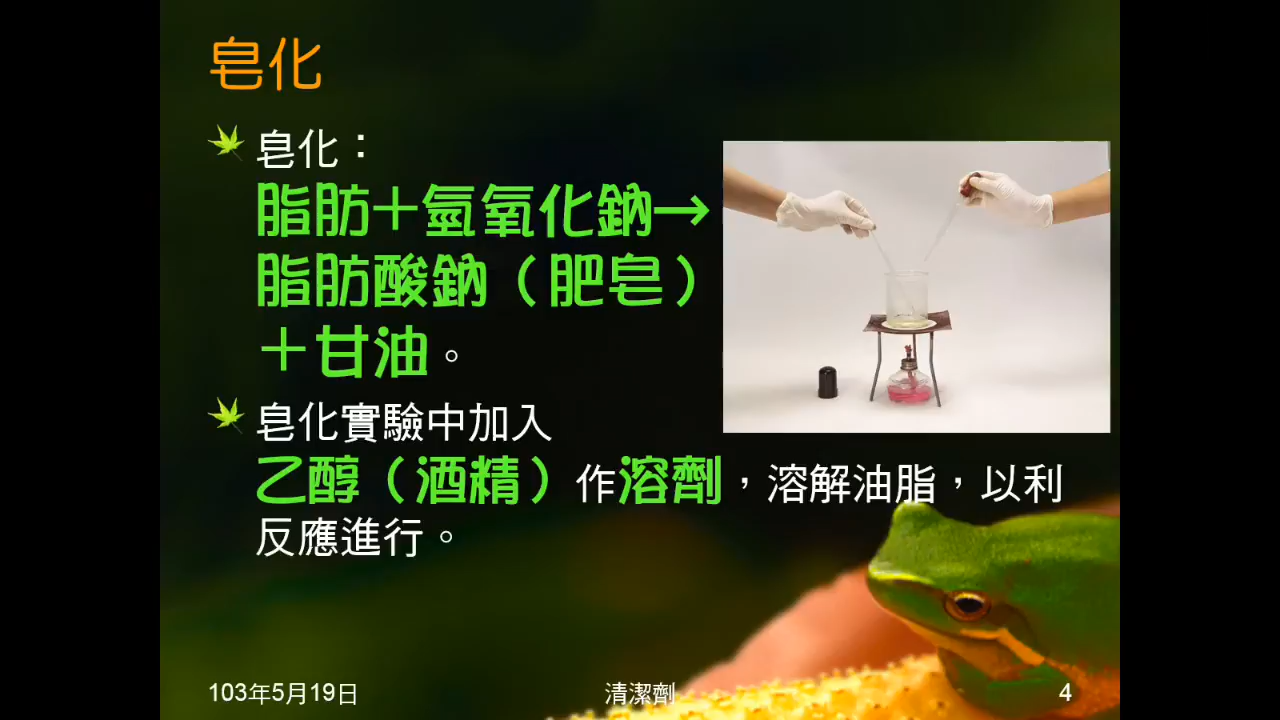 皂化
皂化：
脂肪＋氫氧化鈉→
脂肪酸鈉（肥皂）
＋甘油。
皂化實驗中加入
乙醇（酒精）作溶劑，溶解油脂，以利
反應進行。
103年5月19日
清潔劑
4